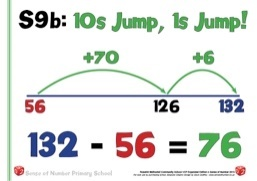 S9b: 10s Jump, 1s Jump!
+70 +6
56 126 132
132 - 56 = 76
Sense of Number Primary School